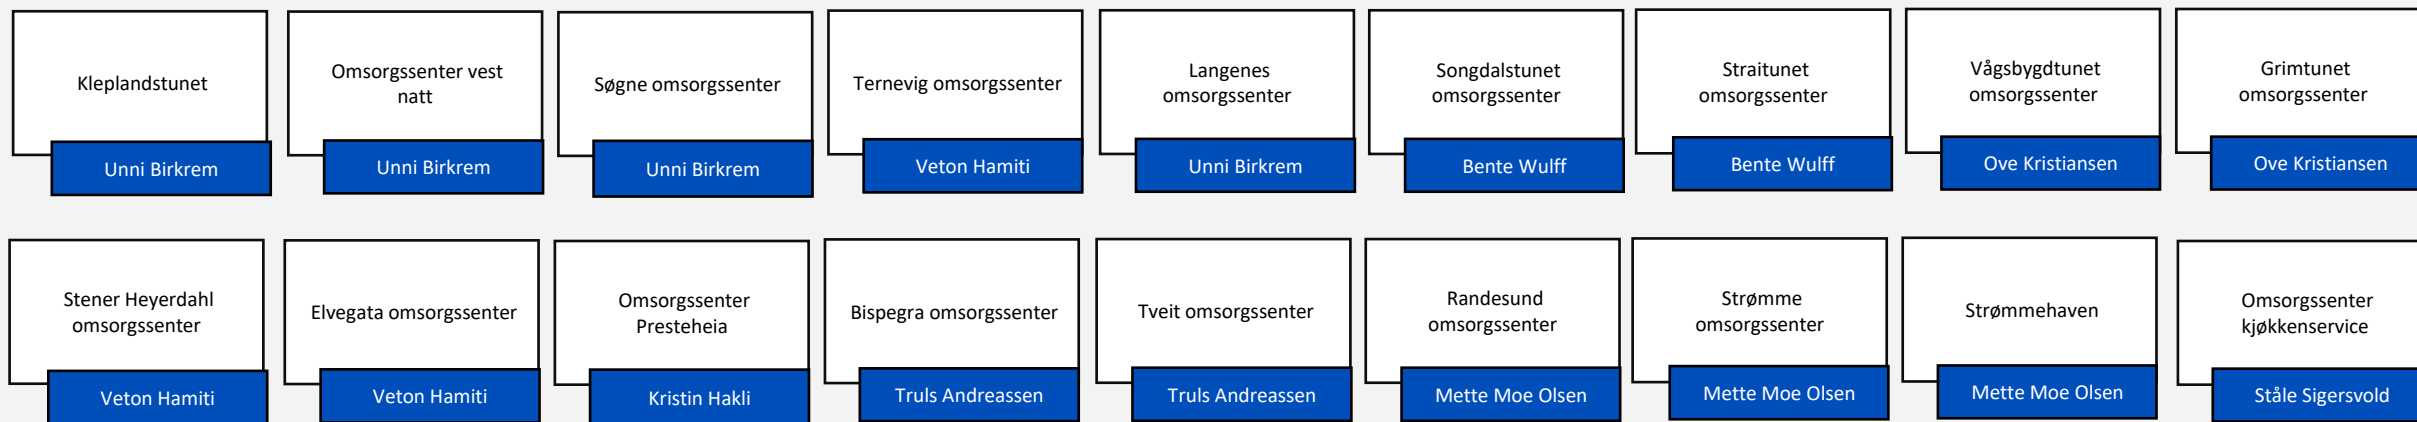 Kleplandstunet
Unni Birkrem
Omsorgssenter vest
natt
Unni Birkrem
Søgne omsorgssenter
Unni Birkrem
Ternevig omsorgssenter
Veton Hamiti
Langenes
omsorgssenter
Unni Birkrem
Songdalstunet
omsorgssenter
Bente Wulff
Straitunet
omsorgssenter
Bente Wulff
Vågsbygdtunet
omsorgssenter
Ove Kristiansen
Grimtunet
omsorgssenter
Ove Kristiansen
Stener Heyerdahl
omsorgssenter
Veton Hamiti
Elvegata omsorgssenter
Veton Hamiti
Omsorgssenter
Presteheia
Kristin Hakli
Bispegra omsorgssenter
Truls Andreassen
Tveit omsorgssenter
Truls Andreassen
Randesund
omsorgssenter
Mette Moe Olsen
Strømme
omsorgssenter
Mette Moe Olsen
Strømmehaven
Mette Moe Olsen
Omsorgssenter
kjøkkenservice
Ståle Sigersvold